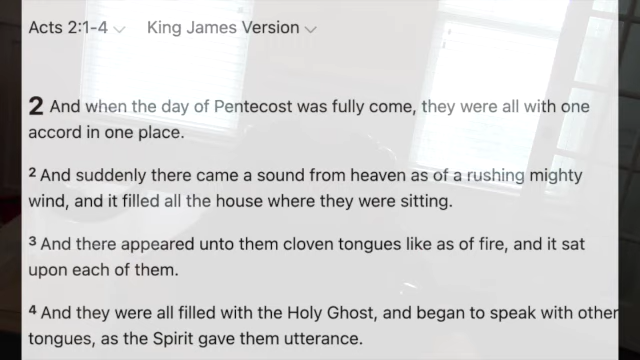 Acts 2:1-4 King James Version
2 And when the day of Pentecost was fully come, they were all with one
accord in one place.
2 And suddenly there came a sound from heaven as of a rushing mighty
wind, and it filled all the house where they were sitting.
3 And there appeared unto them cloven tongues like as of fire, and it sat
upon each of them.
4 And they were all filled with the Holy Ghost, and began to speak with other
tongues, as the Spirit gave them utterance.